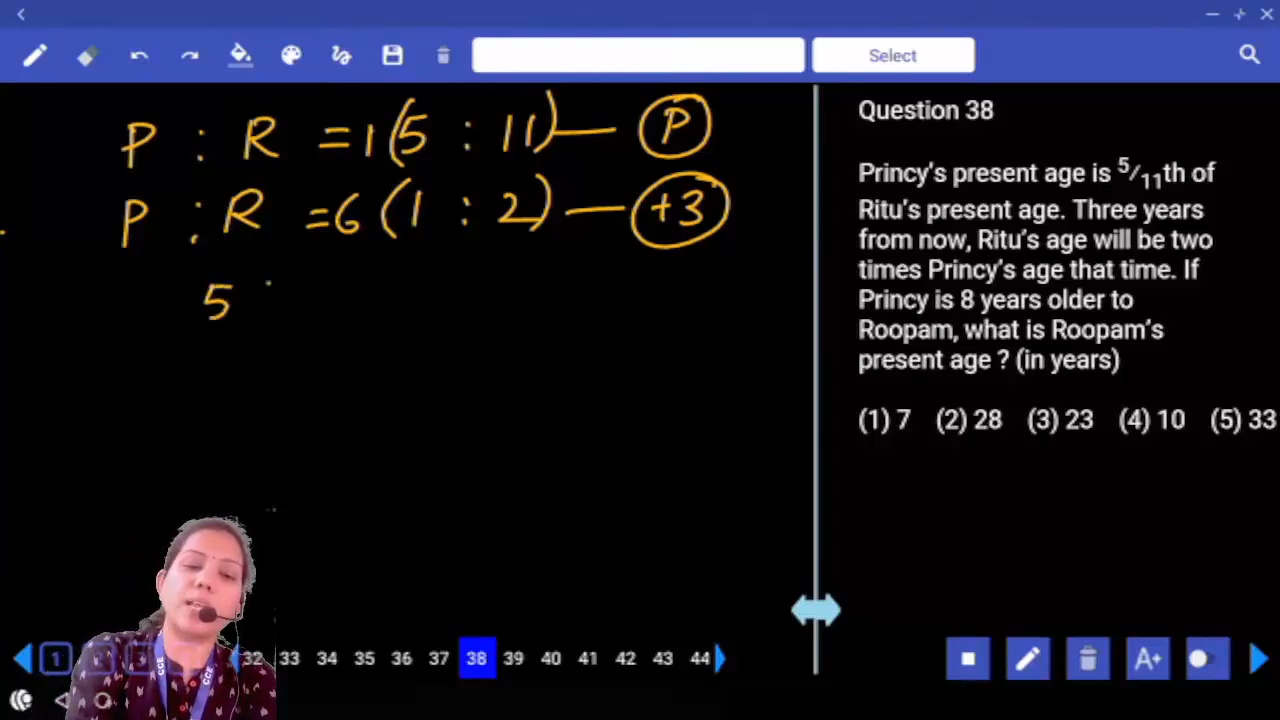 Select
P : R = 1 (5 : 11) — P
P : R = 6 (1 : 2) — +3
5
Question 38
Princy's present age is 5/11th of
Ritu's present age. Three years
from now, Ritu's age will be two
times Princy's age that time. If
Princy is 8 years older to
Roopam, what is Roopam's
present age ? (in years)
(1) 7 (2) 28 (3) 23 (4) 10 (5) 33
CCE CCE
1 32 33 34 35 36 37 38 39 40 41 42 43 44
A+